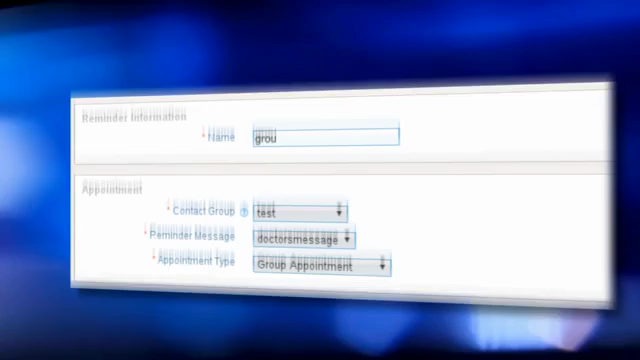 Reminder Information
Name grou
Appointment
Contact Group test
Reminder Message doctorsmessage
Appointment Type Group Appointment